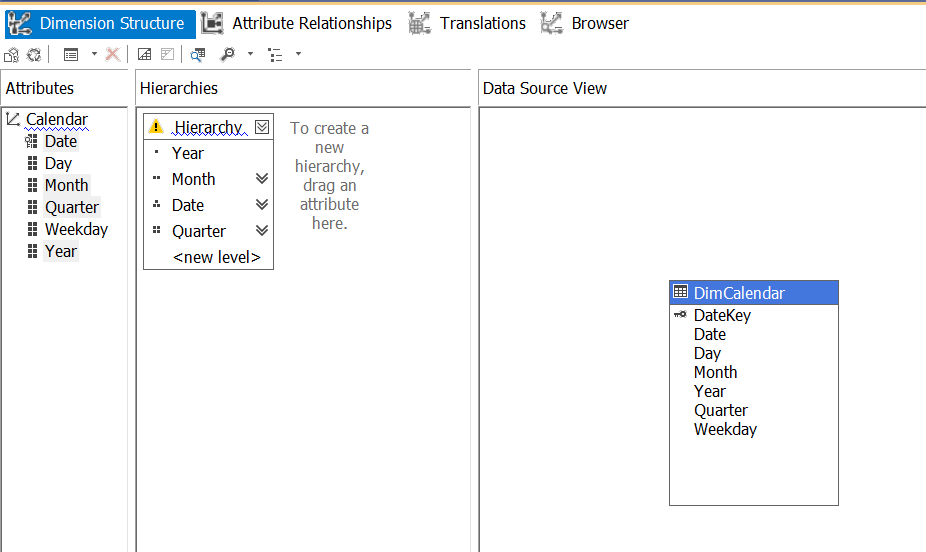 Dimension Structure
Attribute Relationships
Translations
Browser
Attributes
Calendar
Date
Day
Month
Quarter
Weekday
Year
Hierarchies
Hierarchy
Year
Month
Date
Quarter
<new level>
To create a
new
hierarchy,
drag an
attribute
here.
Data Source View
DimCalendar
DateKey
Date
Day
Month
Year
Quarter
Weekday